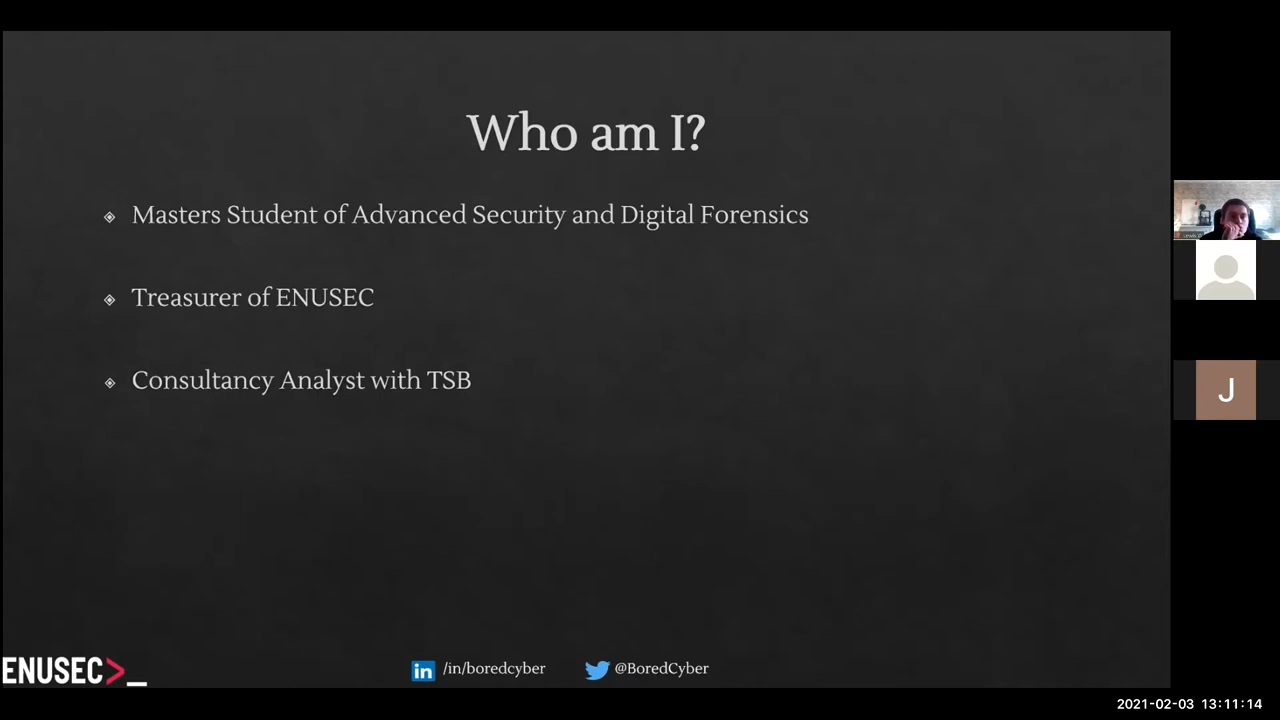 Who am I?
Masters Student of Advanced Security and Digital Forensics
Treasurer of ENUSEC
Consultancy Analyst with TSB
J
ENUSEC>_
/in/boredcyber
@BoredCyber
2021-02-03 13:11:14